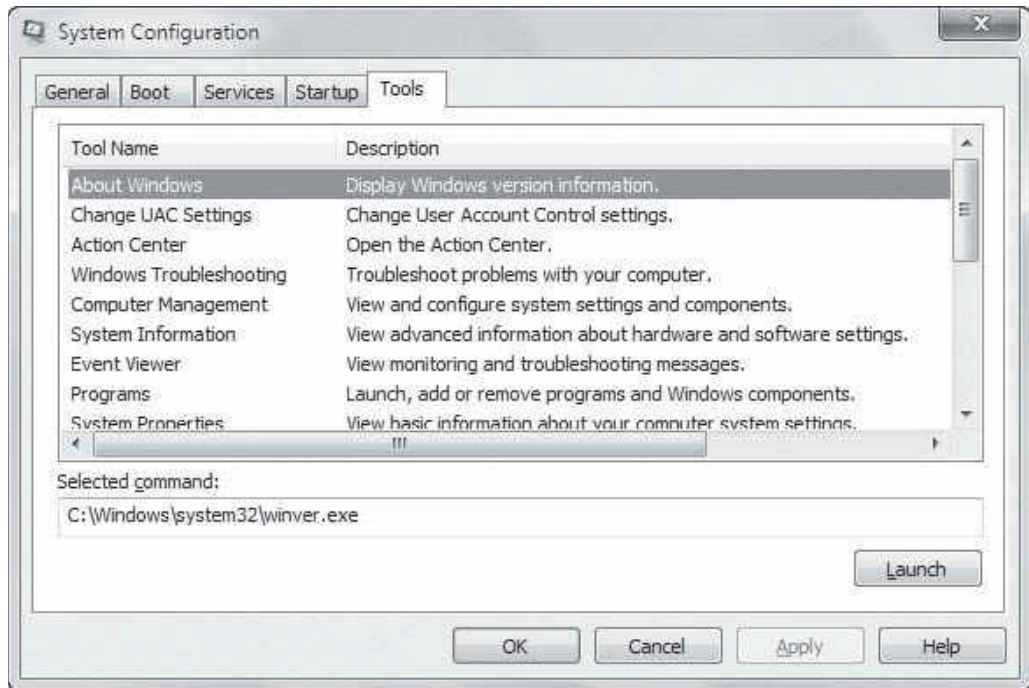 System Configuration
General Boot Services Startup Tools
Tool Name Description
About Windows Display Windows version information.
Change UAC Settings Change User Account Control settings.
Action Center Open the Action Center.
Windows Troubleshooting Troubleshoot problems with your computer.
Computer Management View and configure system settings and components.
System Information View advanced information about hardware and software settings.
Event Viewer View monitoring and troubleshooting messages.
Programs Launch, add or remove programs and Windows components.
System Properties View basic information about your computer system settings.
Selected command:
C:\Windows\system32\winver.exe
Launch
OK Cancel Apply Help